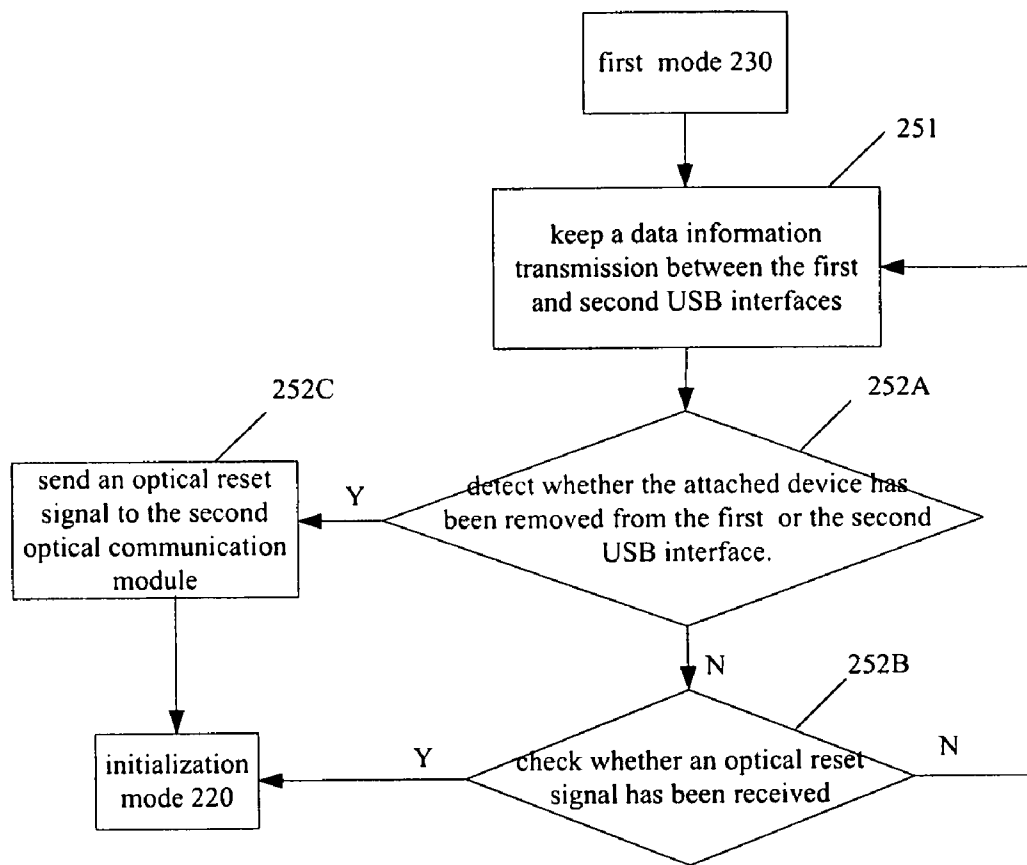 first mode 230
251
keep a data information
transmission between the first
and second USB interfaces
252C
252A
send an optical reset
signal to the second
optical communication
module
Y
detect whether the attached device has
been removed from the first or the second
USB interface.
N
252B
initialization
mode 220
Y
check whether an optical reset
signal has been received
N